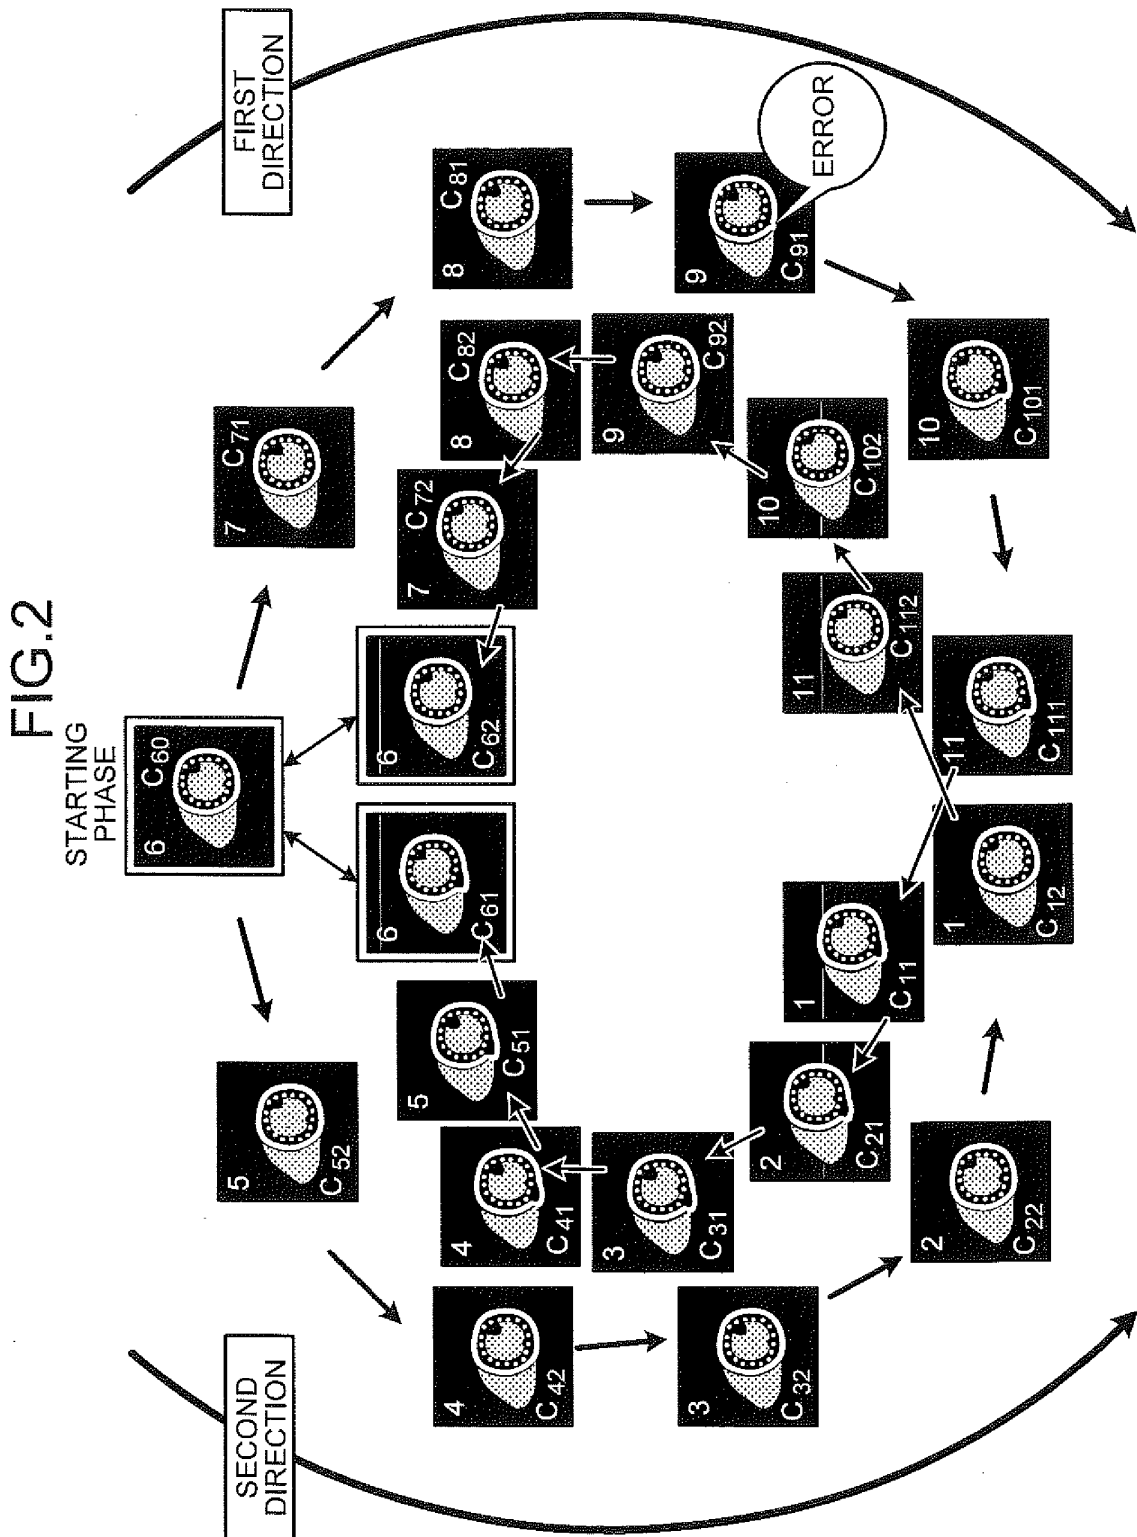 FIG.2
STARTING
PHASE
SECOND
DIRECTION
FIRST
DIRECTION
6
C60
5
C52
7
C71
6
C61
6
C62
5
C51
7
C72
4
C42
4
C41
8
C82
8
C81
3
C32
3
C31
9
C92
9
C91
ERROR
2
C21
1
C11
11
C112
10
C102
2
C22
1
C12
11
C111
10
C101